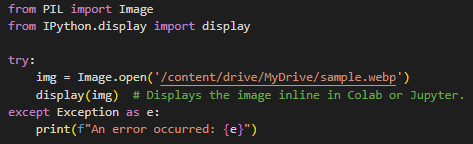 from PIL import Image
from IPython.display import display

try:
    img = Image.open('/content/drive/MyDrive/sample.webp')
    display(img)  # Displays the image inline in Colab or Jupyter.
except Exception as e:
    print(f"An error occurred: {e}")